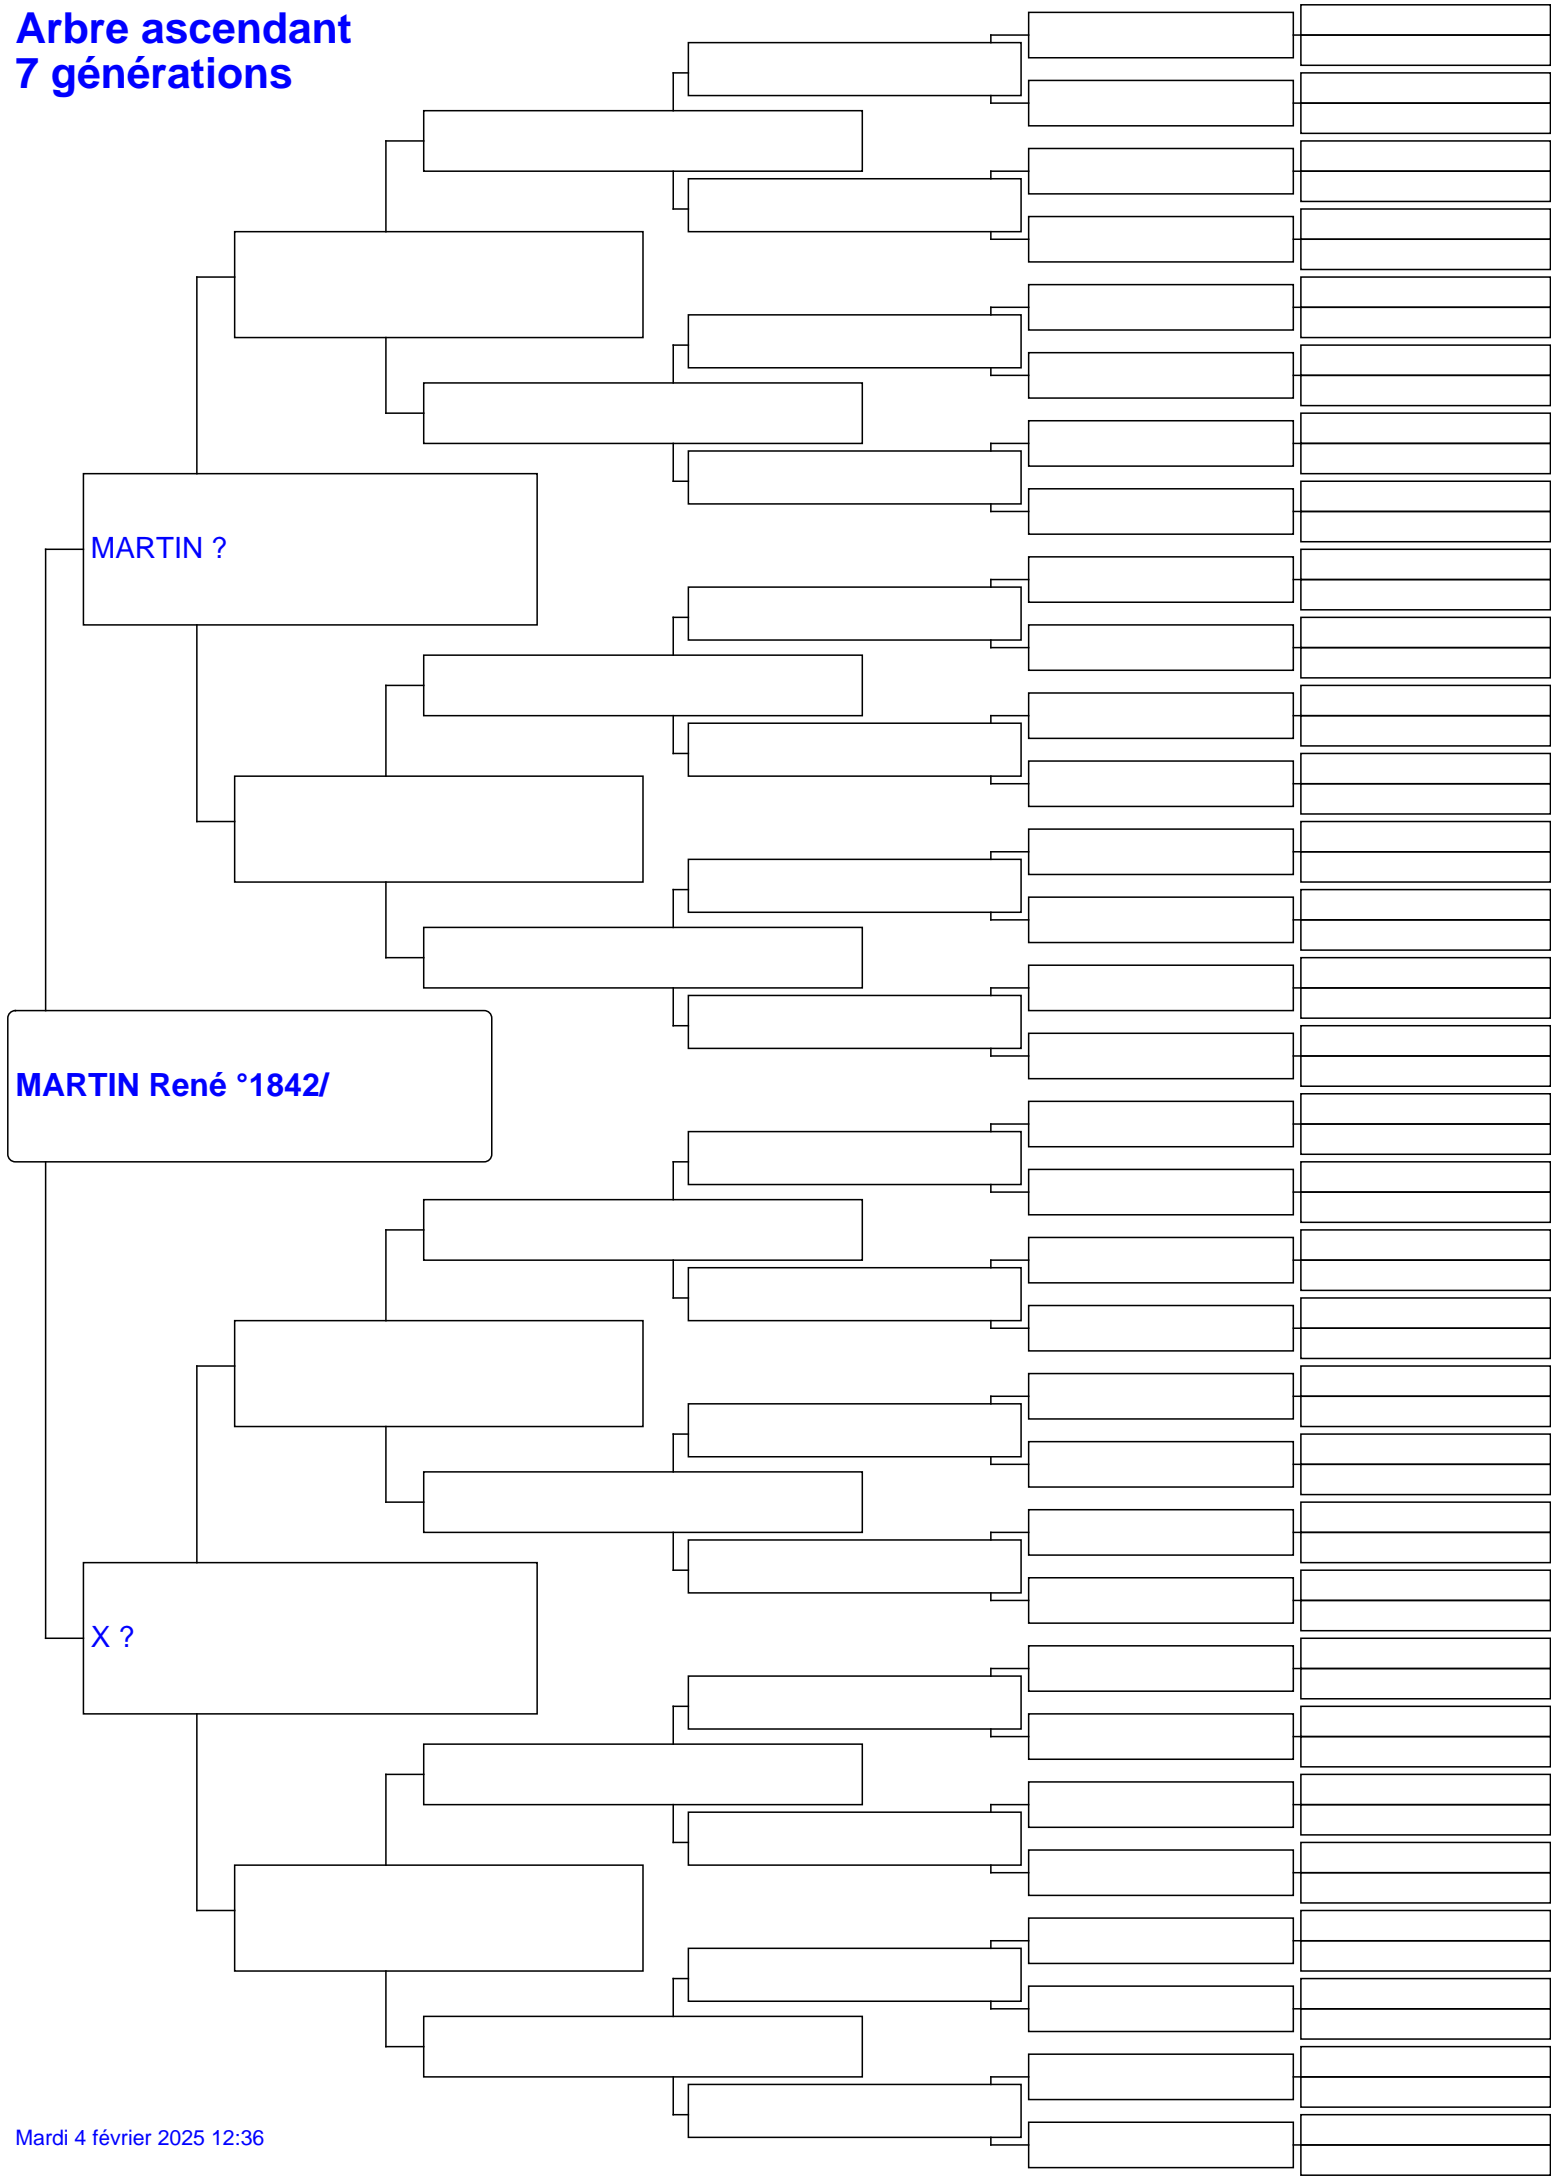 Arbre ascendant
7 générations
MARTIN ?
MARTIN René °1842/
X ?
Mardi 4 février 2025 12:36